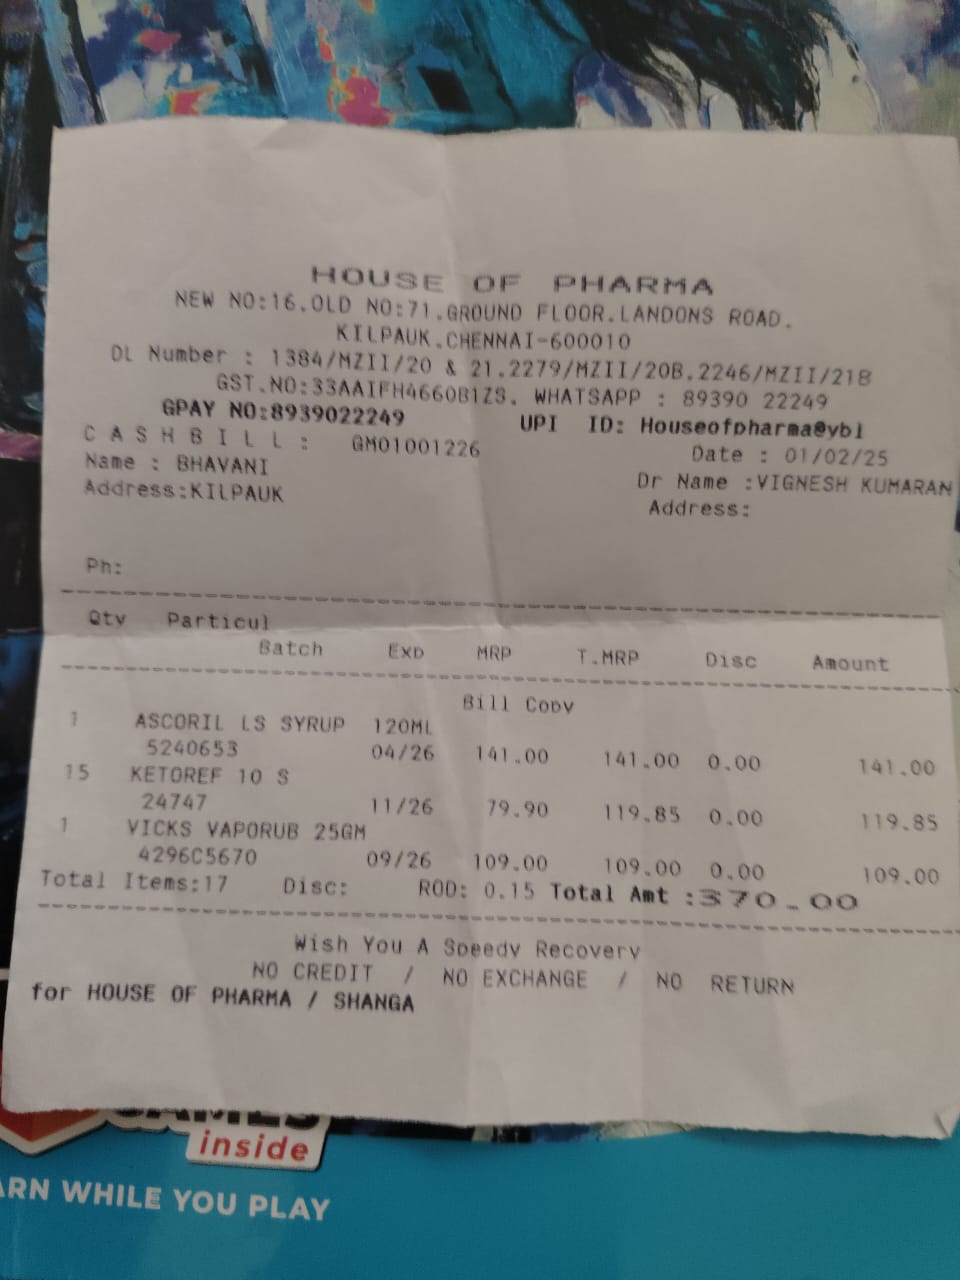 HOUSE OF PHARMA
NEW NO:16.OLD NO:71.GROUND FLOOR.LANDONS ROAD.
KILPAUK.CHENNAI-600010
DL Number : 1384/MZII/20 & 21.2279/MZII/20B.2246/MZII/21B
GST.NO:33AAIFH4660B1ZS. WHATSAPP : 89390 22249
GPAY NO:8939022249 UPI ID: Houseofpharma@ybl
C A S H B I L L : GM01001226
Date : 01/02/25
Name : BHAVANI
Dr Name :VIGNESH KUMARAN
Address:KILPAUK
Address:
Ph:
Qty Particul
Batch Exp MRP T.MRP Disc Amount
Bill Copy
1 ASCORIL LS SYRUP 120ML
5240653 04/26 141.00 141.00 0.00 141.00
15 KETOREF 10 S
24747 11/26 79.90 119.85 0.00 119.85
1 VICKS VAPORUB 25GM
4296C5670 09/26 109.00 109.00 0.00 109.00
Total Items:17 Disc: ROD: 0.15 Total Amt :370.00
Wish You A Speedy Recovery
NO CREDIT / NO EXCHANGE / NO RETURN
for HOUSE OF PHARMA / SHANGA
GAMES
inside
ARN WHILE YOU PLAY